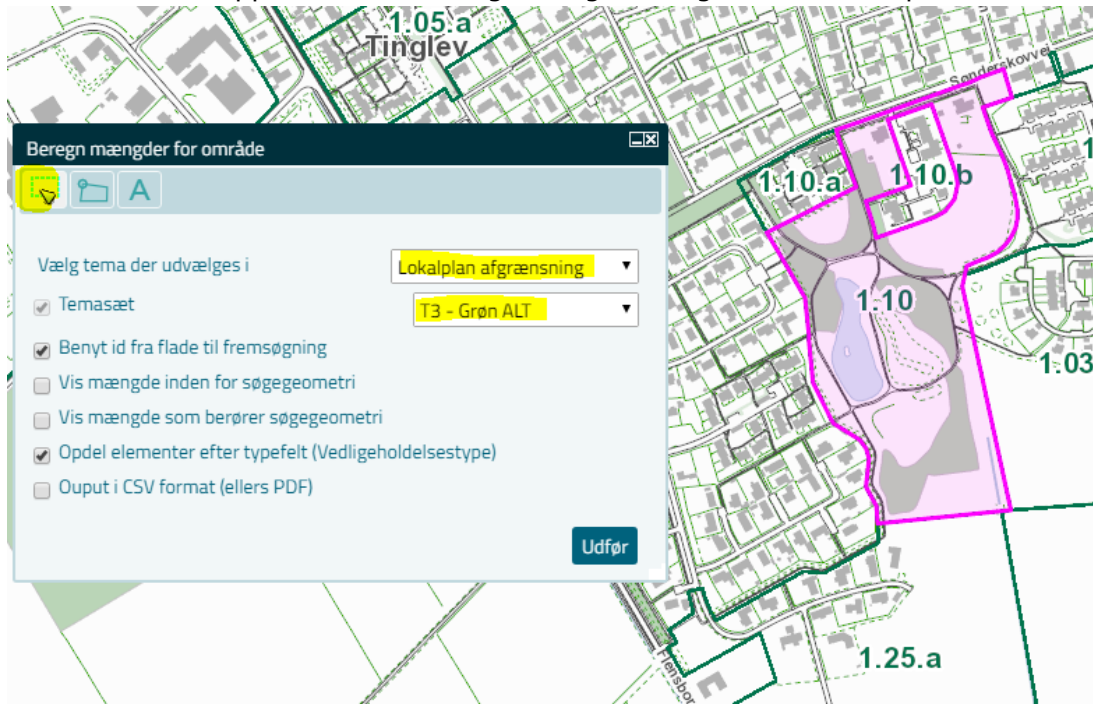 1.05.a
Tinglev
Sønderskovvej
Beregn mængder for område
A
1.10.a
1.10.b
Vælg tema der udvælges i
Lokalplan afgrænsning
Temasæt
T3 - Grøn ALT
1.10
Benyt id fra flade til fremsøgning
Vis mængde inden for søgegeometri
1.03
Vis mængde som berører søgegeometri
Opdel elementer efter typefelt (Vedligeholdelsestype)
Ouput i CSV format (ellers PDF)
Udfør
1.25.a
Flensbor